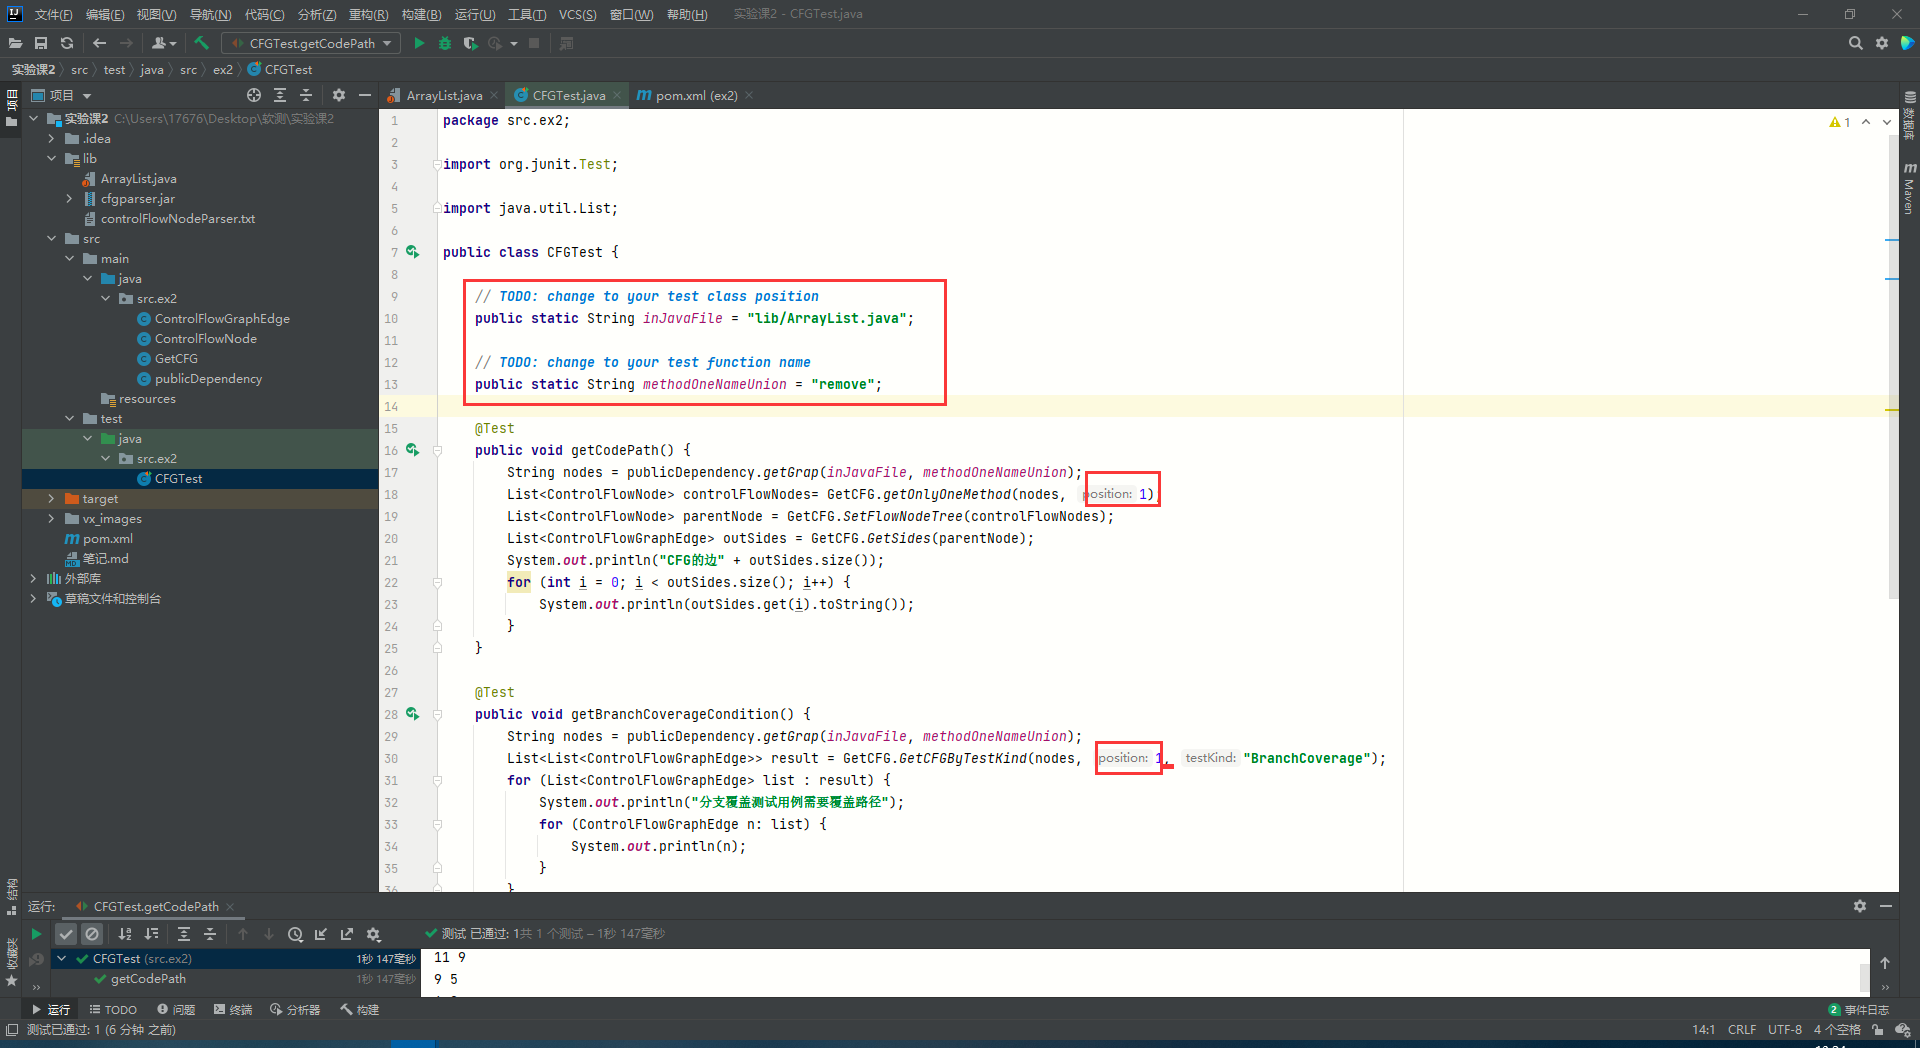 文件(F) 编辑(E) 视图(V) 导航(N) 代码(C) 分析(Z) 重构(R) 构建(B) 运行(U) 工具(T) VCS(S) 窗口(W) 帮助(H) 实验课2 - CFGTest.java
CFGTest.getCodePath
实验课2 src test java src ex2 CFGTest
项目
ArrayList.java CFGTest.java pom.xml (ex2)
项目
数据库
Maven
实验课2 C:\Users\17676\Desktop\软测\实验课2
.idea
lib
ArrayList.java
cfgparser.jar
controlFlowNodeParser.txt
src
main
java
src.ex2
ControlFlowGraphEdge
ControlFlowNode
GetCFG
publicDependency
resources
test
java
src.ex2
CFGTest
target
vx_images
pom.xml
笔记.md
外部库
草稿文件和控制台
1 package src.ex2; 1
2
3 import org.junit.Test;
4
5 import java.util.List;
6
7 public class CFGTest {
8
9 // TODO: change to your test class position
10 public static String inJavaFile = "lib/ArrayList.java";
11
12 // TODO: change to your test function name
13 public static String methodOneNameUnion = "remove";
14
15 @Test
16 public void getCodePath() {
17 String nodes = publicDependency.getGrap(inJavaFile, methodOneNameUnion);
18 List<ControlFlowNode> controlFlowNodes= GetCFG.getOnlyOneMethod(nodes, position: 1)
19 List<ControlFlowNode> parentNode = GetCFG.SetFlowNodeTree(controlFlowNodes);
20 List<ControlFlowGraphEdge> outSides = GetCFG.GetSides(parentNode);
21 System.out.println("CFG的边" + outSides.size());
22 for (int i = 0; i < outSides.size(); i++) {
23 System.out.println(outSides.get(i).toString());
24 }
25 }
26
27 @Test
28 public void getBranchCoverageCondition() {
29 String nodes = publicDependency.getGrap(inJavaFile, methodOneNameUnion);
30 List<List<ControlFlowGraphEdge>> result = GetCFG.GetCFGByTestKind(nodes, position: 1, testKind: "BranchCoverage");
31 for (List<ControlFlowGraphEdge> list : result) {
32 System.out.println("分支覆盖测试用例需要覆盖路径");
33 for (ControlFlowGraphEdge n: list) {
34 System.out.println(n);
35 }
36 }
结构
收藏夹
运行: CFGTest.getCodePath
测试 已通过: 1共 1 个测试 – 1秒 147毫秒
CFGTest (src.ex2) 1秒 147毫秒
getCodePath 1秒 147毫秒
11 9
9 5
运行 TODO 问题 终端 分析器 构建 2 事件日志
测试已通过: 1 (6 分钟 之前) 14:1 CRLF UTF-8 4 个空格